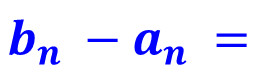 bₙ − aₙ =